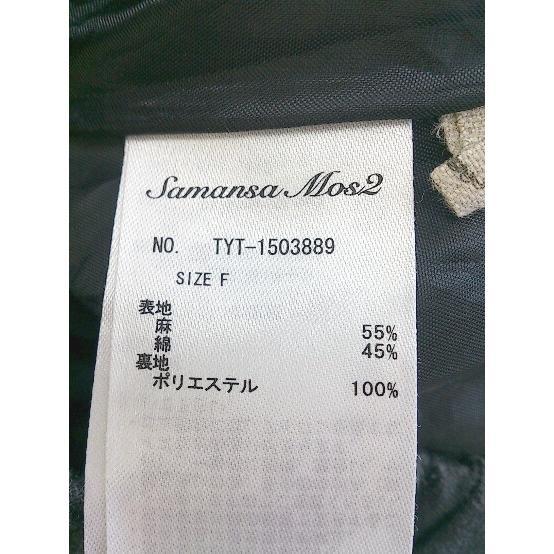 Samansa Mos2
NO. TYT-1503889
SIZE F
表地
麻 55%
綿 45%
裏地
ポリエステル 100%